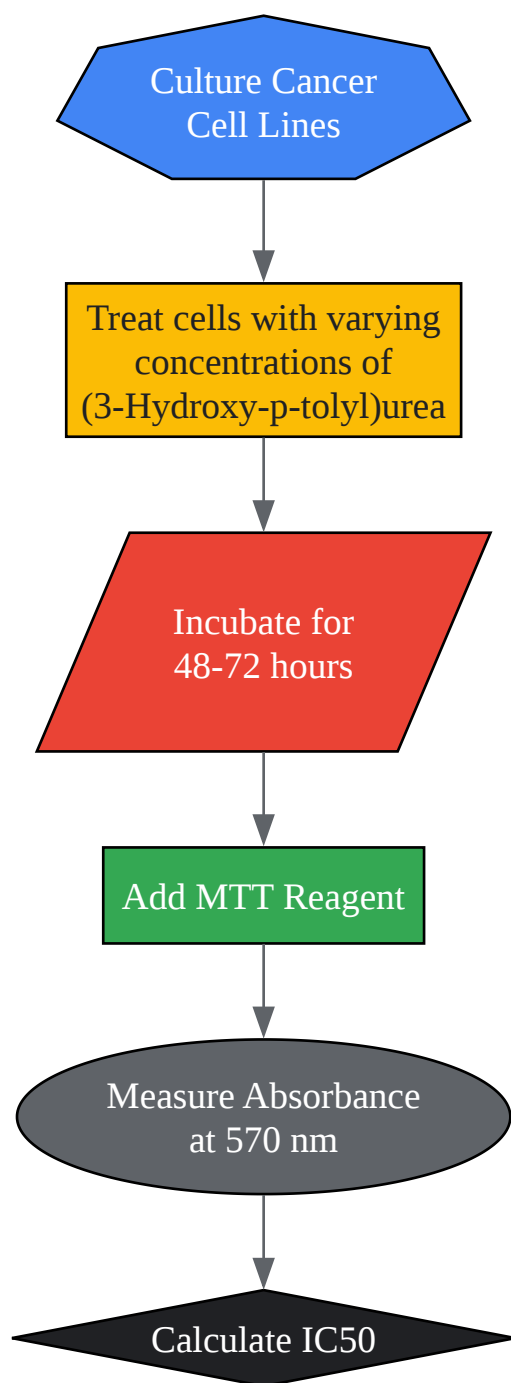 Culture Cancer
Cell Lines
Treat cells with varying
concentrations of
(3-Hydroxy-p-tolyl)urea
Incubate for
48-72 hours
Add MTT Reagent
Measure Absorbance
at 570 nm
Calculate IC50